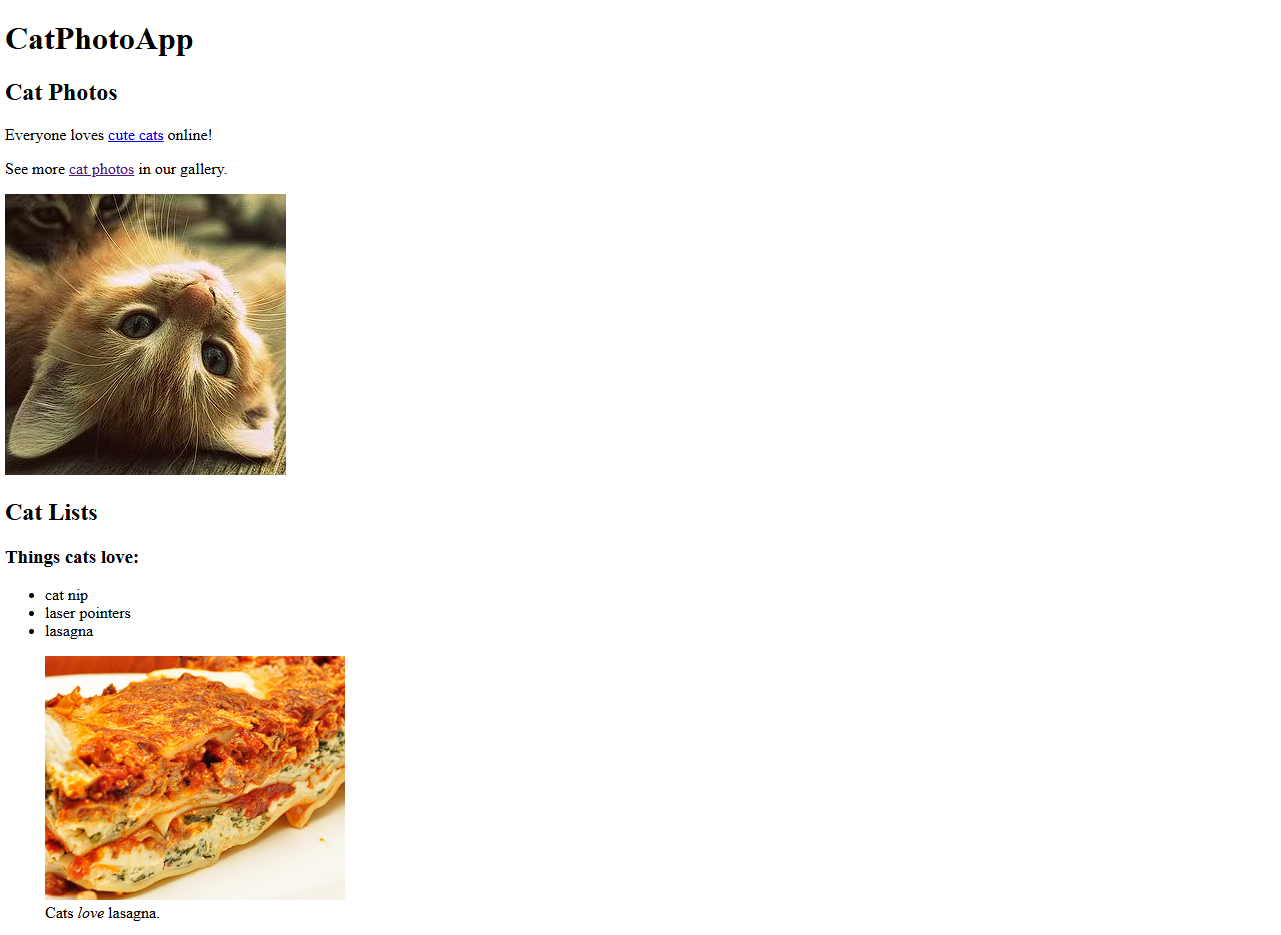 CatPhotoApp
Cat Photos
Everyone loves cute cats online!
See more cat photos in our gallery.
Cat Lists
Things cats love:
cat nip
laser pointers
lasagna
Cats love lasagna.